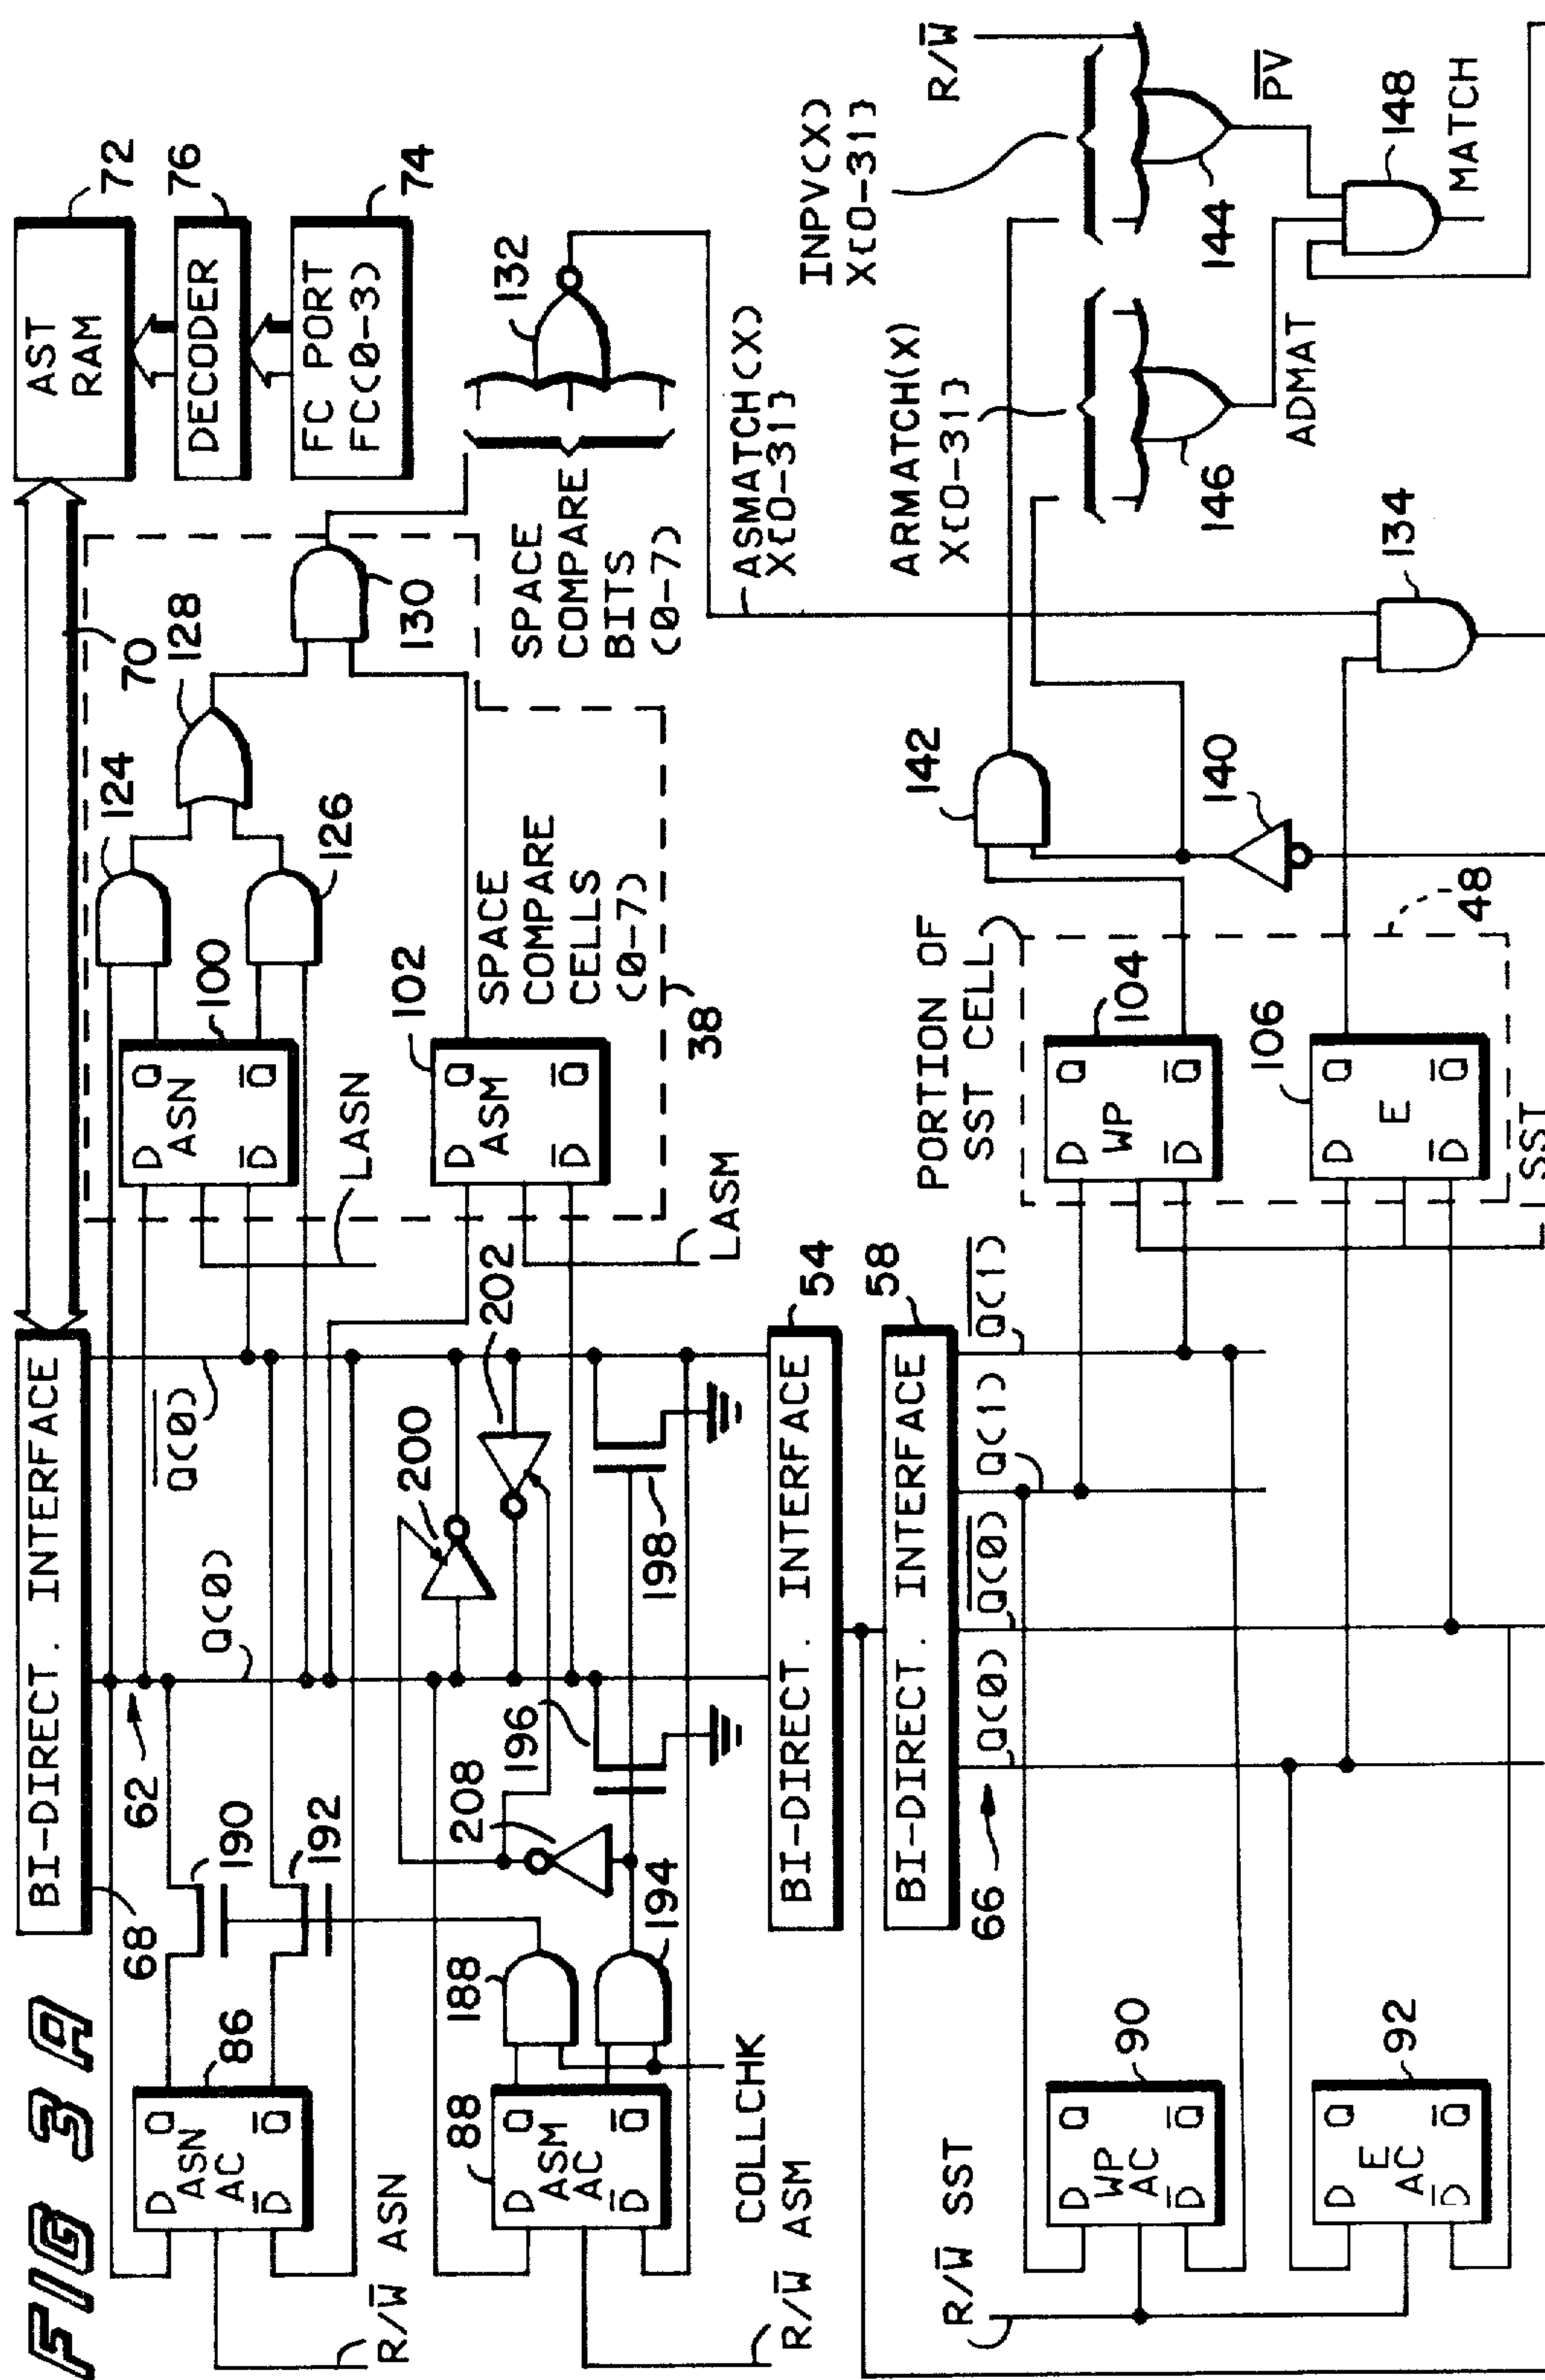 FIG 3A
BI-DIRECT. INTERFACE
68
70
AST
RAM
72
DECODER
76
FC PORT
FC(0-3)
74
62
Q(0)
Q̅(̅0̅)̅
D Q
ASN
AC
D̅ Q̅
86
R/W̅ ASN
190
192
D Q
ASN
D̅ Q̅
100
LASN
124
126
128
130
132
D Q
ASM
AC
D̅ Q̅
88
R/W̅ ASM
COLLCHK
188
194
208
196
198
200
202
D Q
ASM
D̅ Q̅
102
LASM
SPACE
COMPARE
CELLS
(0-7)
38
SPACE
COMPARE
BITS
(0-7)
ASMATCH(X)
X{0-31}
BI-DIRECT. INTERFACE
54
BI-DIRECT. INTERFACE
58
66
Q(0)
Q̅(̅0̅)̅
Q(1)
Q̅(̅1̅)̅
R/W̅ SST
D Q
WP
AC
D̅ Q̅
90
D Q
E
AC
D̅ Q̅
92
PORTION OF
SST CELL
48
D Q
WP
D̅ Q̅
104
D Q
E
D̅ Q̅
106
SST
142
140
134
ARMATCH(X)
X{0-31}
INPV(X)
X{0-31}
R/W̅
146
144
ADMAT
P̅V̅
148
MATCH